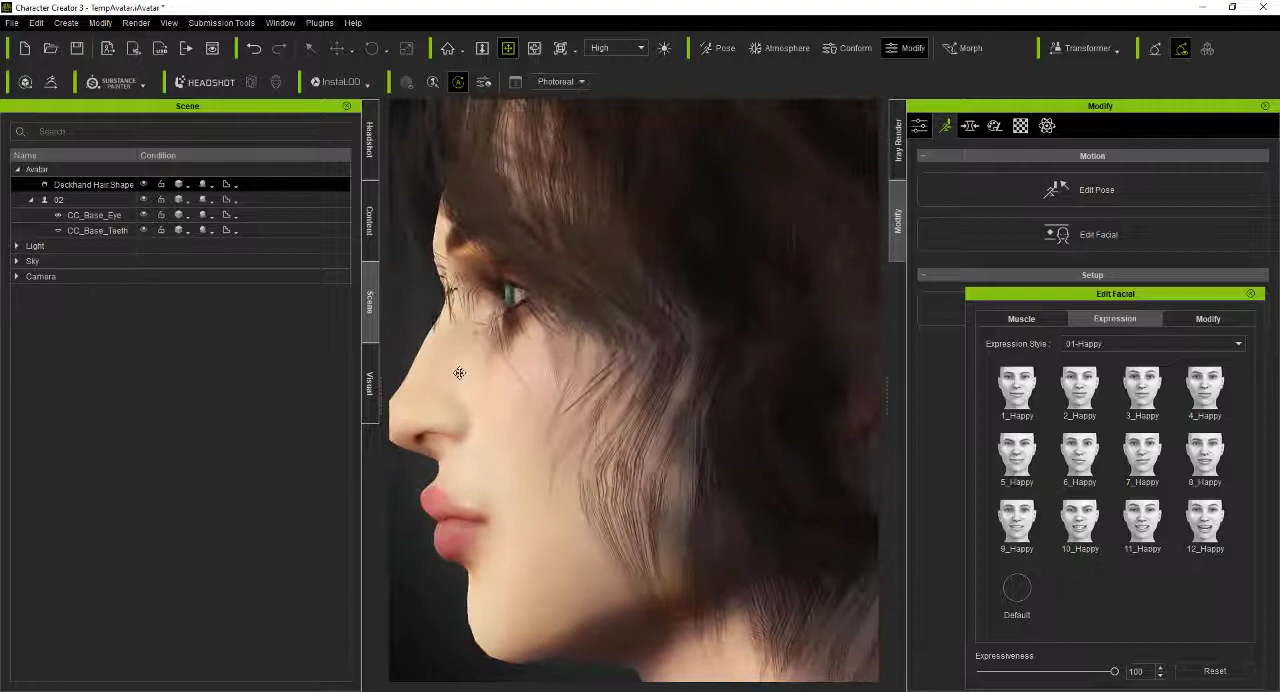 Character Creator 3 - TempAvatar.iAvatar *
File Edit Create Modify Render View Submission Tools Window Plugins Help
High Pose Atmosphere Conform Modify Morph Transformer
SUBSTANCE PAINTER HEADSHOT InstaLOD Photoreal
Scene
Search
Name Condition
Avatar
Deckhand Hair.Shape
02
CC_Base_Eye
CC_Base_Teeth
Light
Sky
Camera
Headshot
Content
Scene
Visual
Iray Render
Modify
Modify
Motion
Edit Pose
Edit Facial
Setup
Edit Facial
Muscle Expression Modify
Expression Style : 01-Happy
1_Happy 2_Happy 3_Happy 4_Happy
5_Happy 6_Happy 7_Happy 8_Happy
9_Happy 10_Happy 11_Happy 12_Happy
Default
Expressiveness
100 Reset